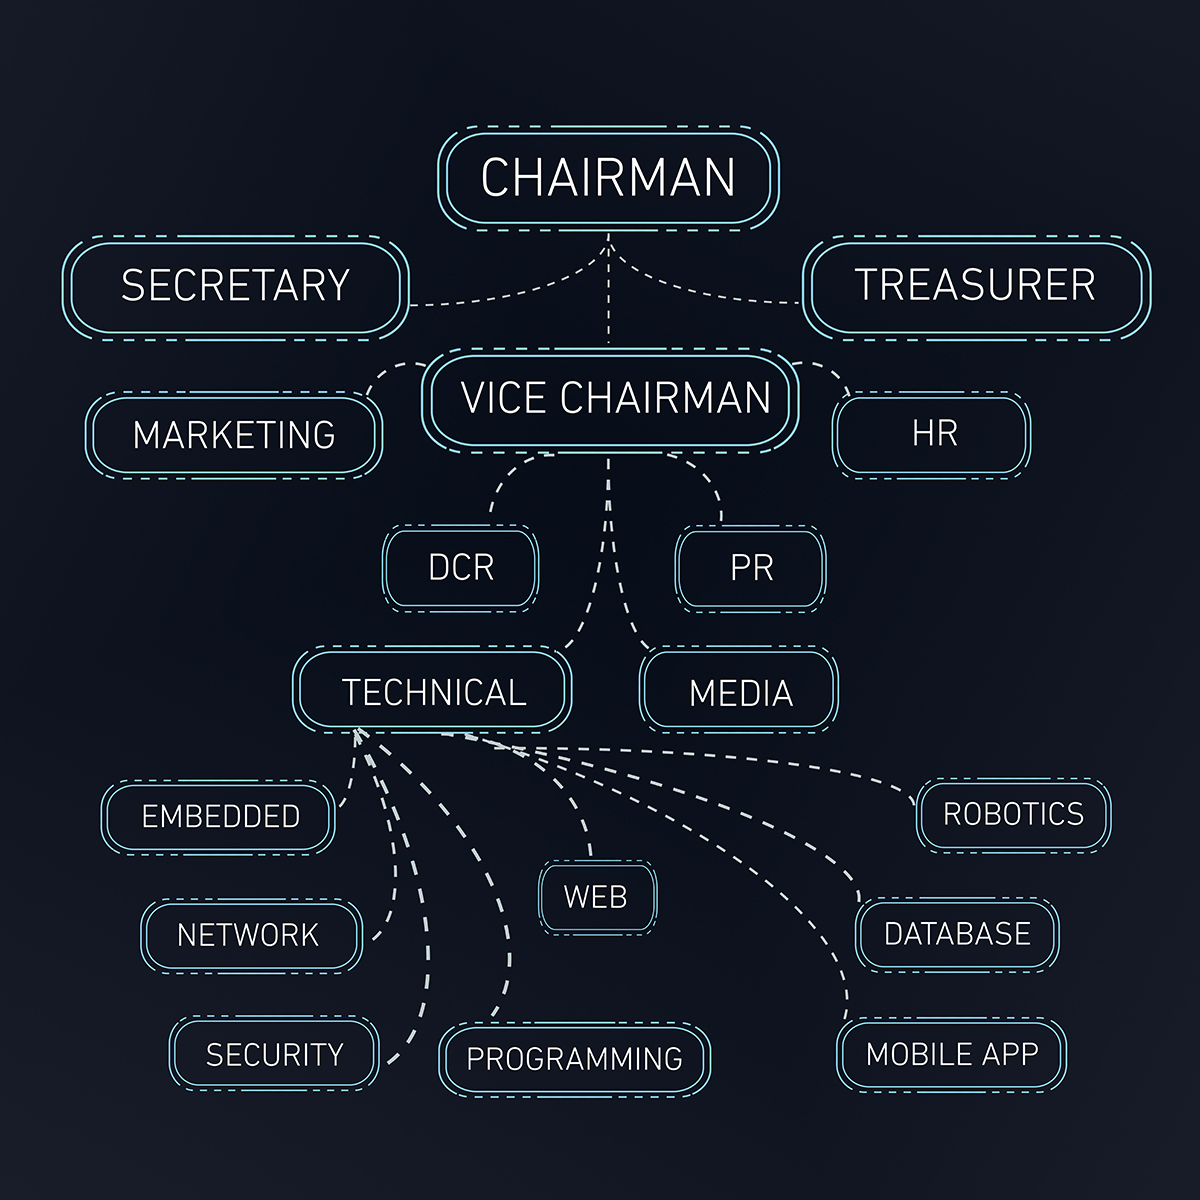 CHAIRMAN
SECRETARY
TREASURER
VICE CHAIRMAN
MARKETING
HR
DCR
PR
TECHNICAL
MEDIA
EMBEDDED
ROBOTICS
WEB
NETWORK
DATABASE
SECURITY
PROGRAMMING
MOBILE APP